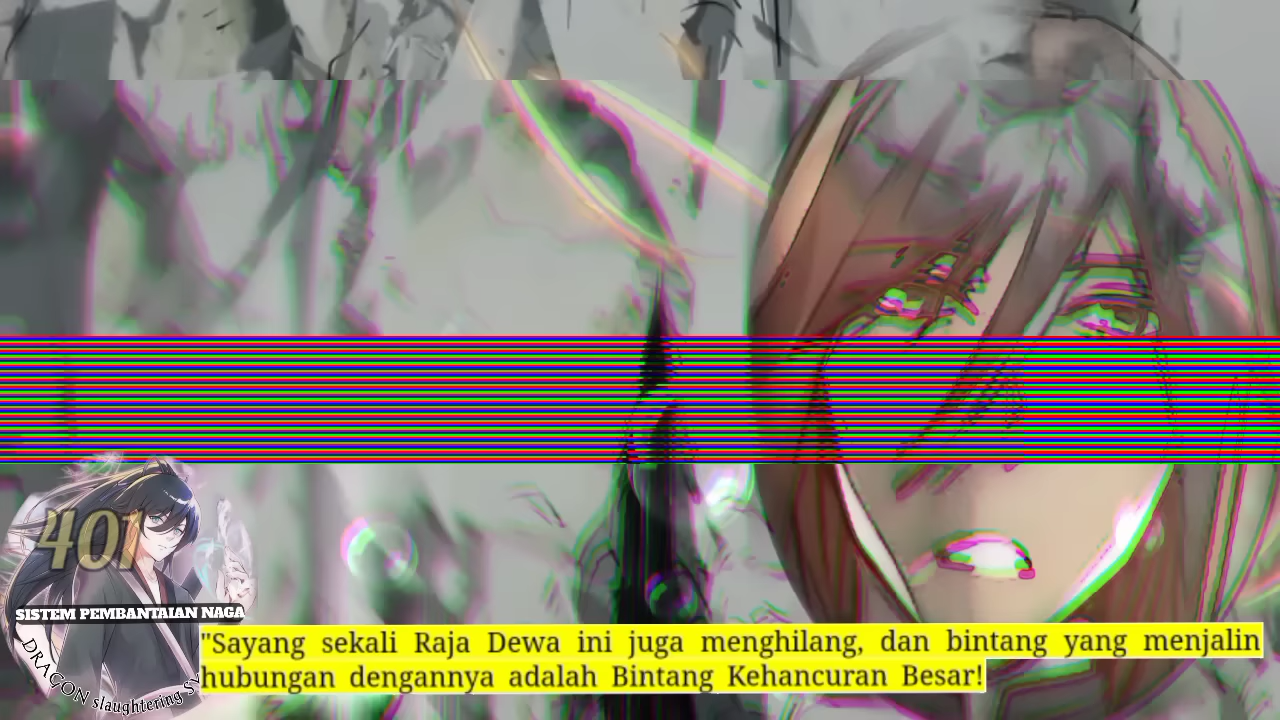 401
SISTEM PEMBANTAIAN NAGA
DRAGON slaughtering
"Sayang sekali Raja Dewa ini juga menghilang, dan bintang yang menjalin
hubungan dengannya adalah Bintang Kehancuran Besar!